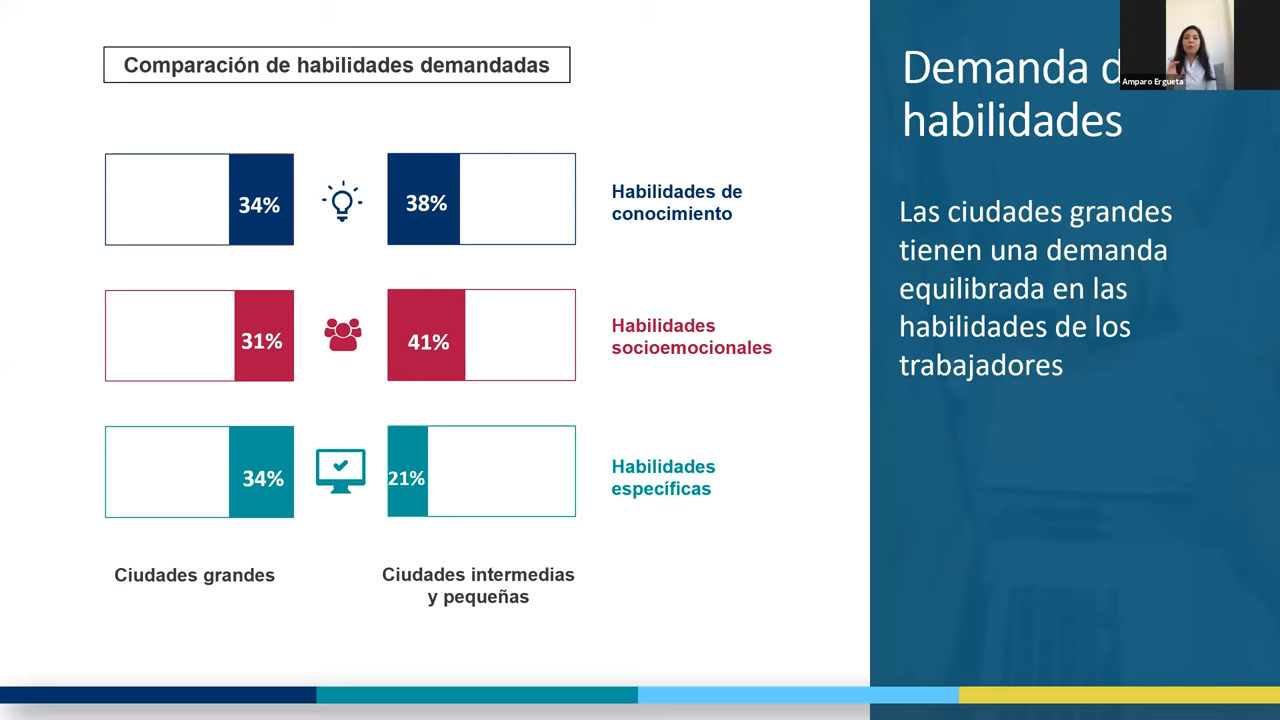 Comparación de habilidades demandadas
34%
38%
Habilidades de
conocimiento
31%
41%
Habilidades
socioemocionales
34%
21%
Habilidades
específicas
Ciudades grandes
Ciudades intermedias
y pequeñas
Demanda d
habilidades
Amparo Ergueta
Las ciudades grandes
tienen una demanda
equilibrada en las
habilidades de los
trabajadores